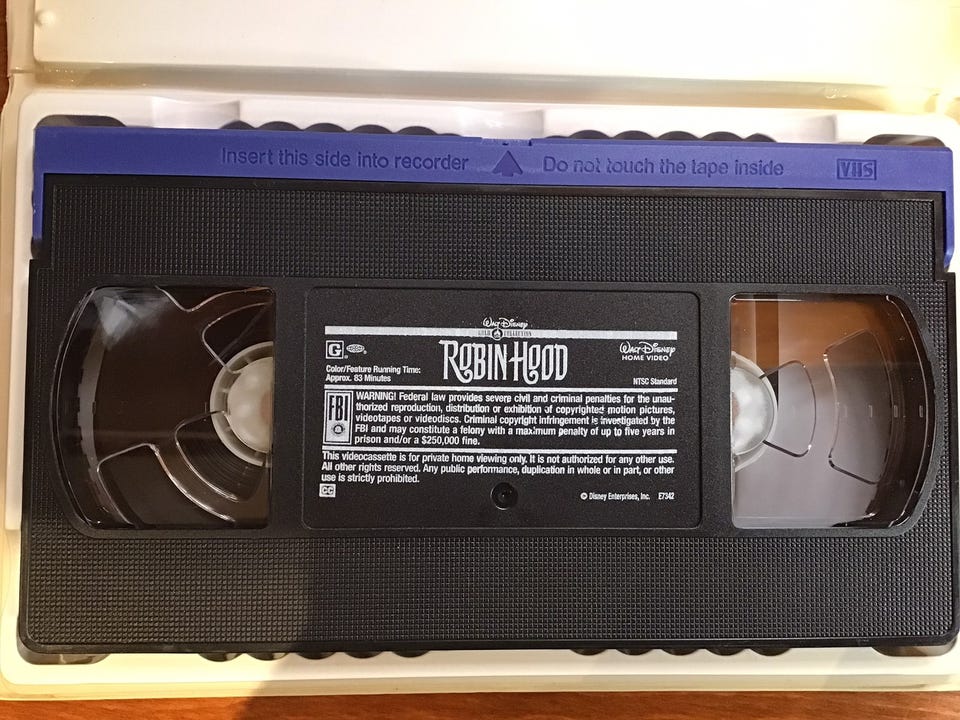 Insert this side into recorder Do not touch the tape inside VHS
Walt Disney
GOLD COLLECTION
G
ROBIN HOOD
Walt Disney
HOME VIDEO
Color/Feature Running Time:
Approx. 83 Minutes
NTSC Standard
FBI
WARNING! Federal law provides severe civil and criminal penalties for the unau-
thorized reproduction, distribution or exhibition of copyrighted motion pictures,
videotapes or videodiscs. Criminal copyright infringement is investigated by the
FBI and may constitute a felony with a maximum penalty of up to five years in
prison and/or a $250,000 fine.
This videocassette is for private home viewing only. It is not authorized for any other use.
All other rights reserved. Any public performance, duplication in whole or in part, or other
use is strictly prohibited.
CC
© Disney Enterprises, Inc. E7342